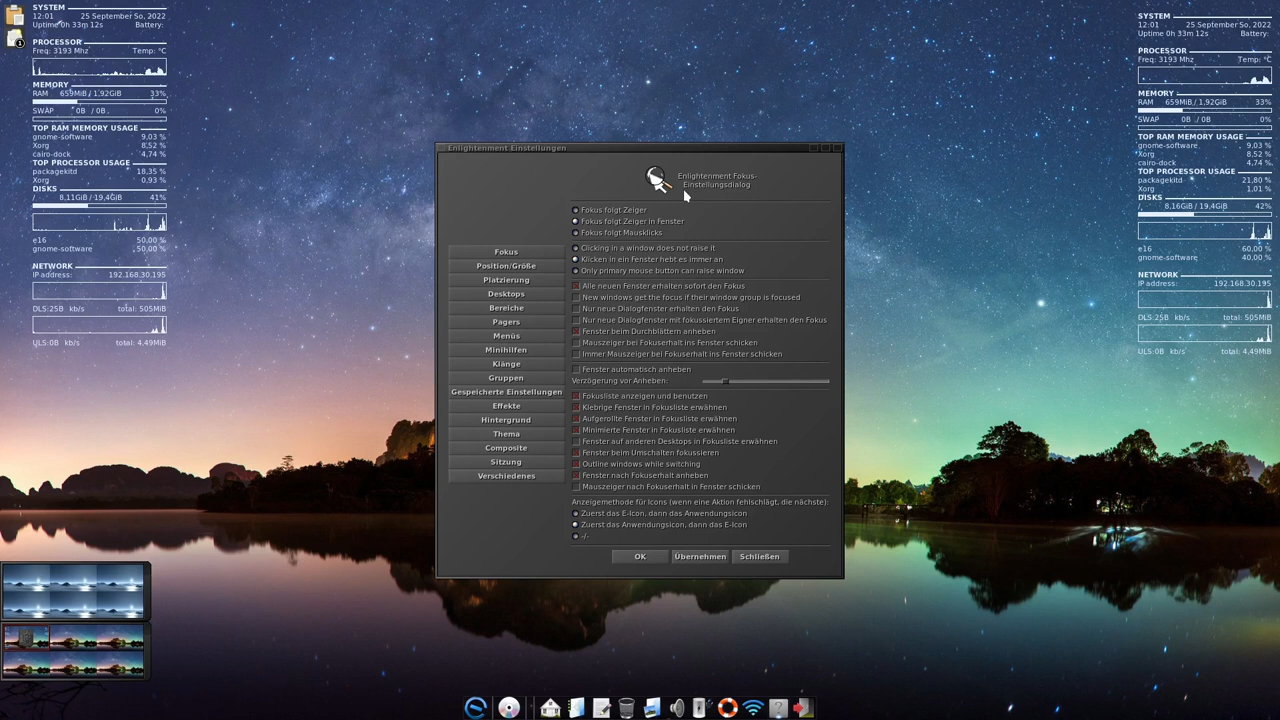 SYSTEM
12:01 25 September So, 2022
Uptime 0h 33m 12s Battery:
PROCESSOR
Freq: 3193 Mhz Temp: °C
MEMORY
RAM 659MiB / 1,92GiB 33%
SWAP 0B / 0B 0%
TOP RAM MEMORY USAGE
gnome-software 9,03 %
Xorg 8,52 %
cairo-dock 4,74 %
TOP PROCESSOR USAGE
packagekitd 18,35 %
Xorg 0,93 %
DISKS
/ 8,11GiB / 19,4GiB 41%
e16 50,00 %
gnome-software 50,00 %
NETWORK
IP address: 192.168.30.195
DLS:25B kb/s total: 505MiB
ULS:0B kb/s total: 4,49MiB
1
Enlightenment Einstellungen
Enlightenment Fokus-
Einstellungsdialog
Fokus
Position/Größe
Platzierung
Desktops
Bereiche
Pagers
Menüs
Minihilfen
Klänge
Gruppen
Gespeicherte Einstellungen
Effekte
Hintergrund
Thema
Composite
Sitzung
Verschiedenes
Fokus folgt Zeiger
Fokus folgt Zeiger in Fenster
Fokus folgt Mausklicks
Clicking in a window does not raise it
Klicken in ein Fenster hebt es immer an
Only primary mouse button can raise window
Alle neuen Fenster erhalten sofort den Fokus
New windows get the focus if their window group is focused
Nur neue Dialogfenster erhalten den Fokus
Nur neue Dialogfenster mit fokussiertem Eigner erhalten den Fokus
Fenster beim Durchblättern anheben
Mauszeiger bei Fokuserhalt ins Fenster schicken
Immer Mauszeiger bei Fokuserhalt ins Fenster schicken
Fenster automatisch anheben
Verzögerung vor Anheben:
Fokusliste anzeigen und benutzen
Klebrige Fenster in Fokusliste erwähnen
Aufgerollte Fenster in Fokusliste erwähnen
Minimierte Fenster in Fokusliste erwähnen
Fenster auf anderen Desktops in Fokusliste erwähnen
Fenster beim Umschalten fokussieren
Outline windows while switching
Fenster nach Fokuserhalt anheben
Mauszeiger nach Fokuserhalt in Fenster schicken
Anzeigemethode für Icons (wenn eine Aktion fehlschlägt, die nächste):
Zuerst das E-Icon, dann das Anwendungsicon
Zuerst das Anwendungsicon, dann das E-Icon
-/-
OK Übernehmen Schließen
SYSTEM
12:01 25 September So, 2022
Uptime 0h 33m 12s Battery:
PROCESSOR
Freq: 3193 Mhz Temp: °C
MEMORY
RAM 659MiB / 1,92GiB 33%
SWAP 0B / 0B 0%
TOP RAM MEMORY USAGE
gnome-software 9,03 %
Xorg 8,52 %
cairo-dock 4,74 %
TOP PROCESSOR USAGE
packagekitd 21,80 %
Xorg 1,01 %
DISKS
/ 8,16GiB / 19,4GiB 42%
e16 60,00 %
gnome-software 40,00 %
NETWORK
IP address: 192.168.30.195
DLS:25B kb/s total: 505MiB
ULS:0B kb/s total: 4,49MiB